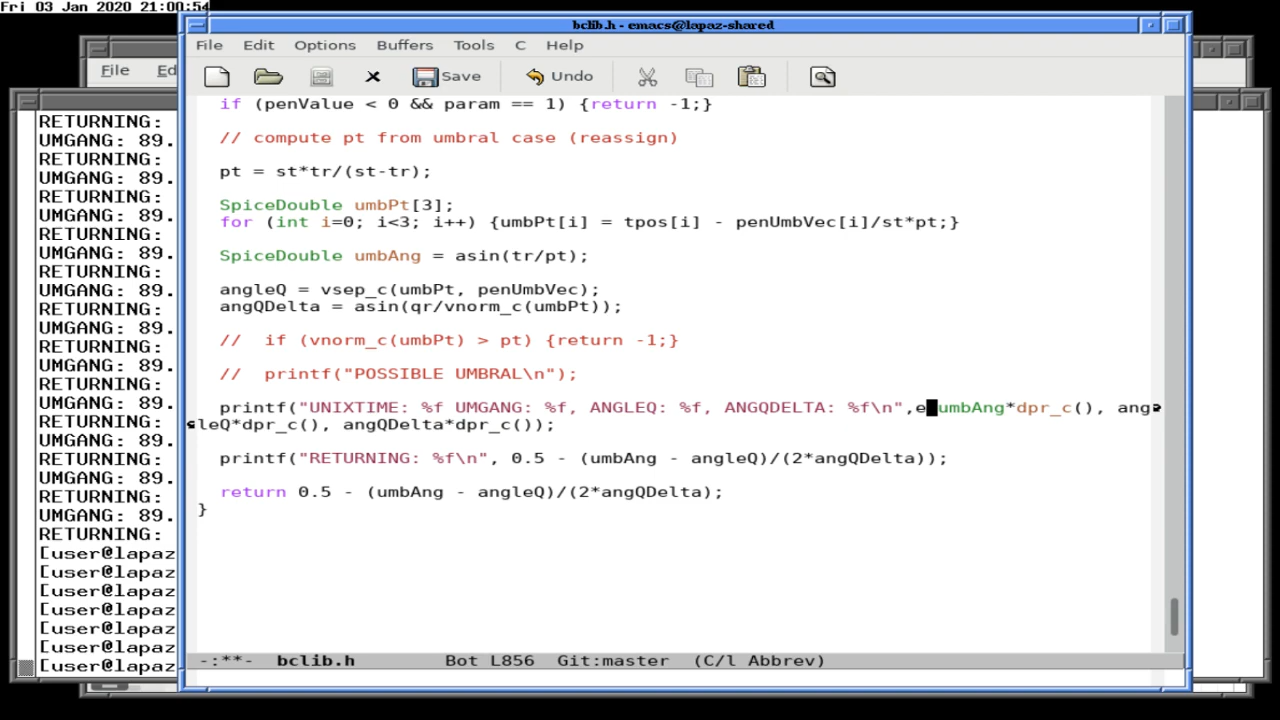 Fri 03 Jan 2020 21:00:54
bclib.h - emacs@lapaz-shared
File Edit Options Buffers Tools C Help
Save Undo
File Ed
if (penValue < 0 && param == 1) {return -1;}
// compute pt from umbral case (reassign)
pt = st*tr/(st-tr);
SpiceDouble umbPt[3];
for (int i=0; i<3; i++) {umbPt[i] = tpos[i] - penUmbVec[i]/st*pt;}
SpiceDouble umbAng = asin(tr/pt);
angleQ = vsep_c(umbPt, penUmbVec);
angQDelta = asin(qr/vnorm_c(umbPt));
//  if (vnorm_c(umbPt) > pt) {return -1;}
//  printf("POSSIBLE UMBRAL\n");
printf("UNIXTIME: %f UMGANG: %f, ANGLEQ: %f, ANGQDELTA: %f\n",e umbAng*dpr_c(), ang
leQ*dpr_c(), angQDelta*dpr_c());
printf("RETURNING: %f\n", 0.5 - (umbAng - angleQ)/(2*angQDelta));
return 0.5 - (umbAng - angleQ)/(2*angQDelta);
}
-:**-  bclib.h        Bot L856  Git:master  (C/l Abbrev)
RETURNING:
UMGANG: 89.
RETURNING:
UMGANG: 89.
RETURNING:
UMGANG: 89.
RETURNING:
UMGANG: 89.
RETURNING:
UMGANG: 89.
RETURNING:
UMGANG: 89.
RETURNING:
UMGANG: 89.
RETURNING:
UMGANG: 89.
RETURNING:
UMGANG: 89.
RETURNING:
UMGANG: 89.
RETURNING:
UMGANG: 89.
RETURNING:
[user@lapaz
[user@lapaz
[user@lapaz
[user@lapaz
[user@lapaz
[user@lapaz
[user@lapaz